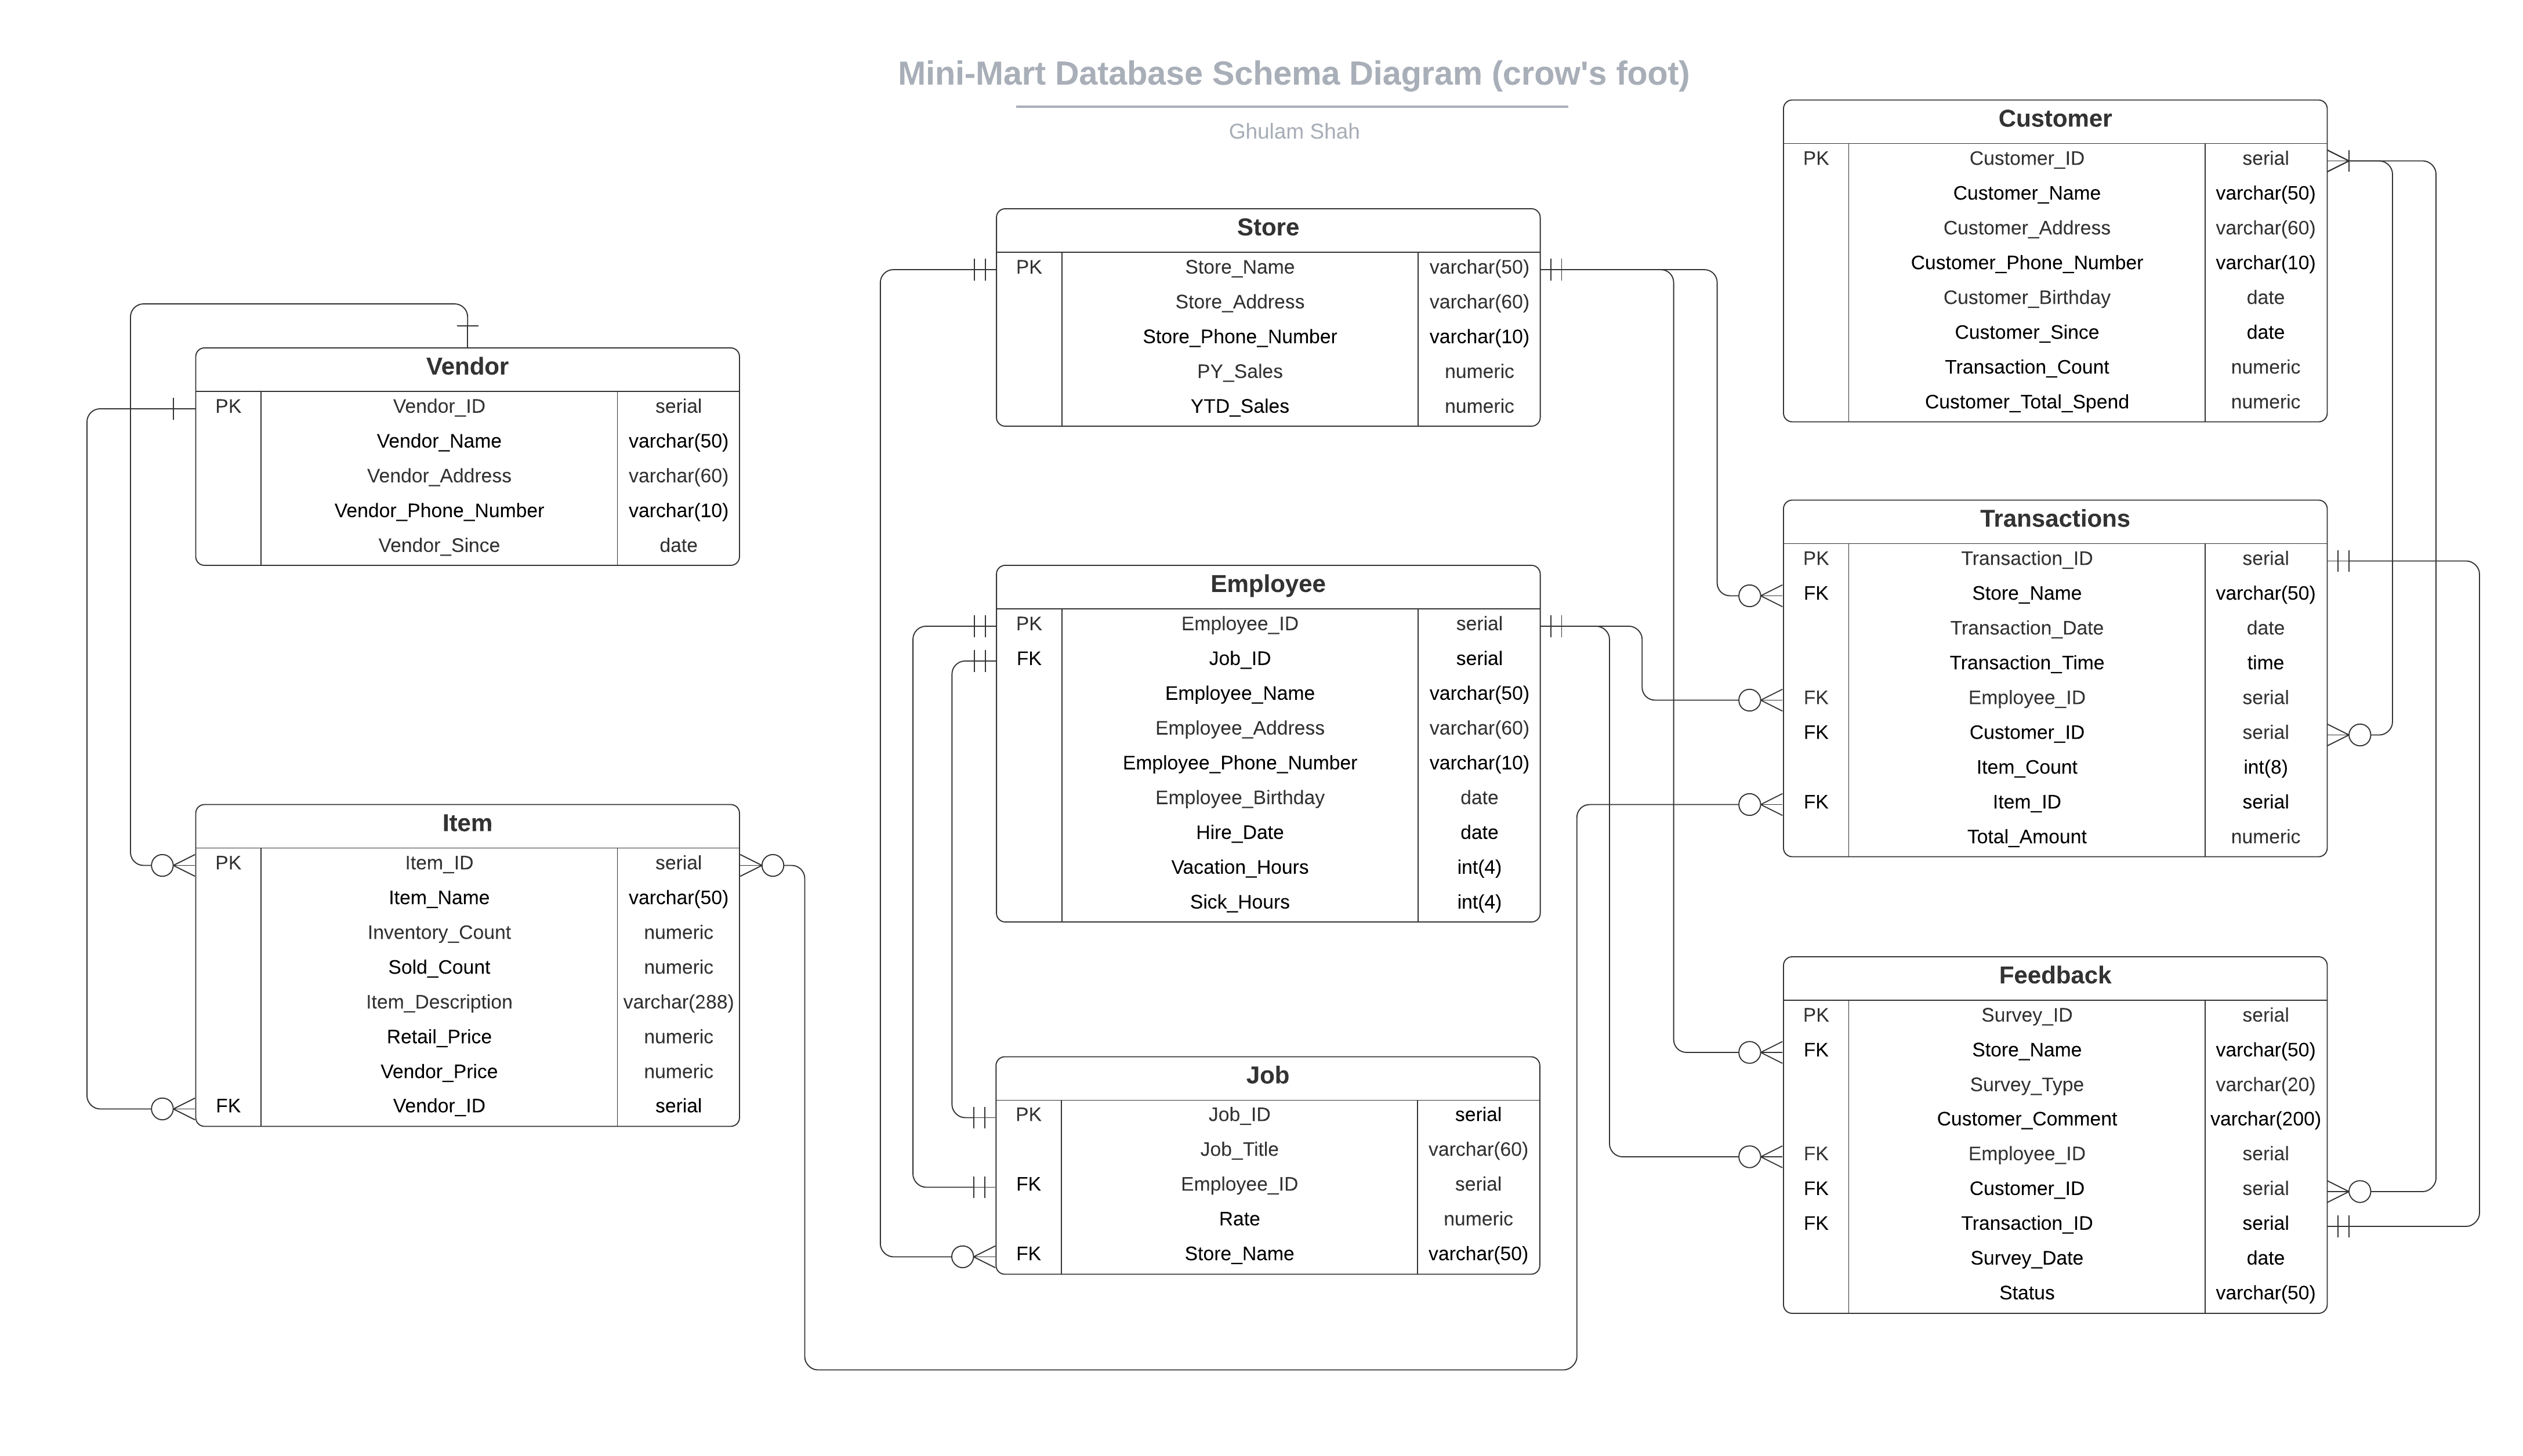 Mini-Mart Database Schema Diagram (crow's foot)
Ghulam Shah
Vendor
PK Vendor_ID serial
Vendor_Name varchar(50)
Vendor_Address varchar(60)
Vendor_Phone_Number varchar(10)
Vendor_Since date
Item
PK Item_ID serial
Item_Name varchar(50)
Inventory_Count numeric
Sold_Count numeric
Item_Description varchar(288)
Retail_Price numeric
Vendor_Price numeric
FK Vendor_ID serial
Store
PK Store_Name varchar(50)
Store_Address varchar(60)
Store_Phone_Number varchar(10)
PY_Sales numeric
YTD_Sales numeric
Employee
PK Employee_ID serial
FK Job_ID serial
Employee_Name varchar(50)
Employee_Address varchar(60)
Employee_Phone_Number varchar(10)
Employee_Birthday date
Hire_Date date
Vacation_Hours int(4)
Sick_Hours int(4)
Job
PK Job_ID serial
Job_Title varchar(60)
FK Employee_ID serial
Rate numeric
FK Store_Name varchar(50)
Customer
PK Customer_ID serial
Customer_Name varchar(50)
Customer_Address varchar(60)
Customer_Phone_Number varchar(10)
Customer_Birthday date
Customer_Since date
Transaction_Count numeric
Customer_Total_Spend numeric
Transactions
PK Transaction_ID serial
FK Store_Name varchar(50)
Transaction_Date date
Transaction_Time time
FK Employee_ID serial
FK Customer_ID serial
Item_Count int(8)
FK Item_ID serial
Total_Amount numeric
Feedback
PK Survey_ID serial
FK Store_Name varchar(50)
Survey_Type varchar(20)
Customer_Comment varchar(200)
FK Employee_ID serial
FK Customer_ID serial
FK Transaction_ID serial
Survey_Date date
Status varchar(50)